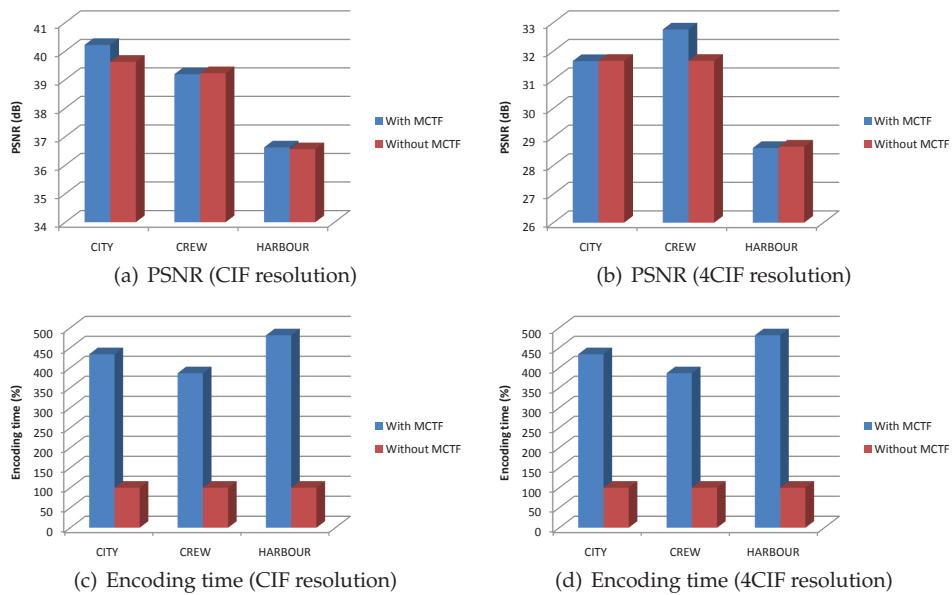 41
40
39
38
37
36
35
34
PSNR (dB)
CITY CREW HARBOUR
With MCTF
Without MCTF
(a) PSNR (CIF resolution)
33
32
31
30
29
28
27
26
PSNR (dB)
CITY CREW HARBOUR
With MCTF
Without MCTF
(b) PSNR (4CIF resolution)
500
450
400
350
300
250
200
150
100
50
0
Encoding time (%)
CITY CREW HARBOUR
With MCTF
Without MCTF
(c) Encoding time (CIF resolution)
500
450
400
350
300
250
200
150
100
50
0
Encoding time (%)
CITY CREW HARBOUR
With MCTF
Without MCTF
(d) Encoding time (4CIF resolution)